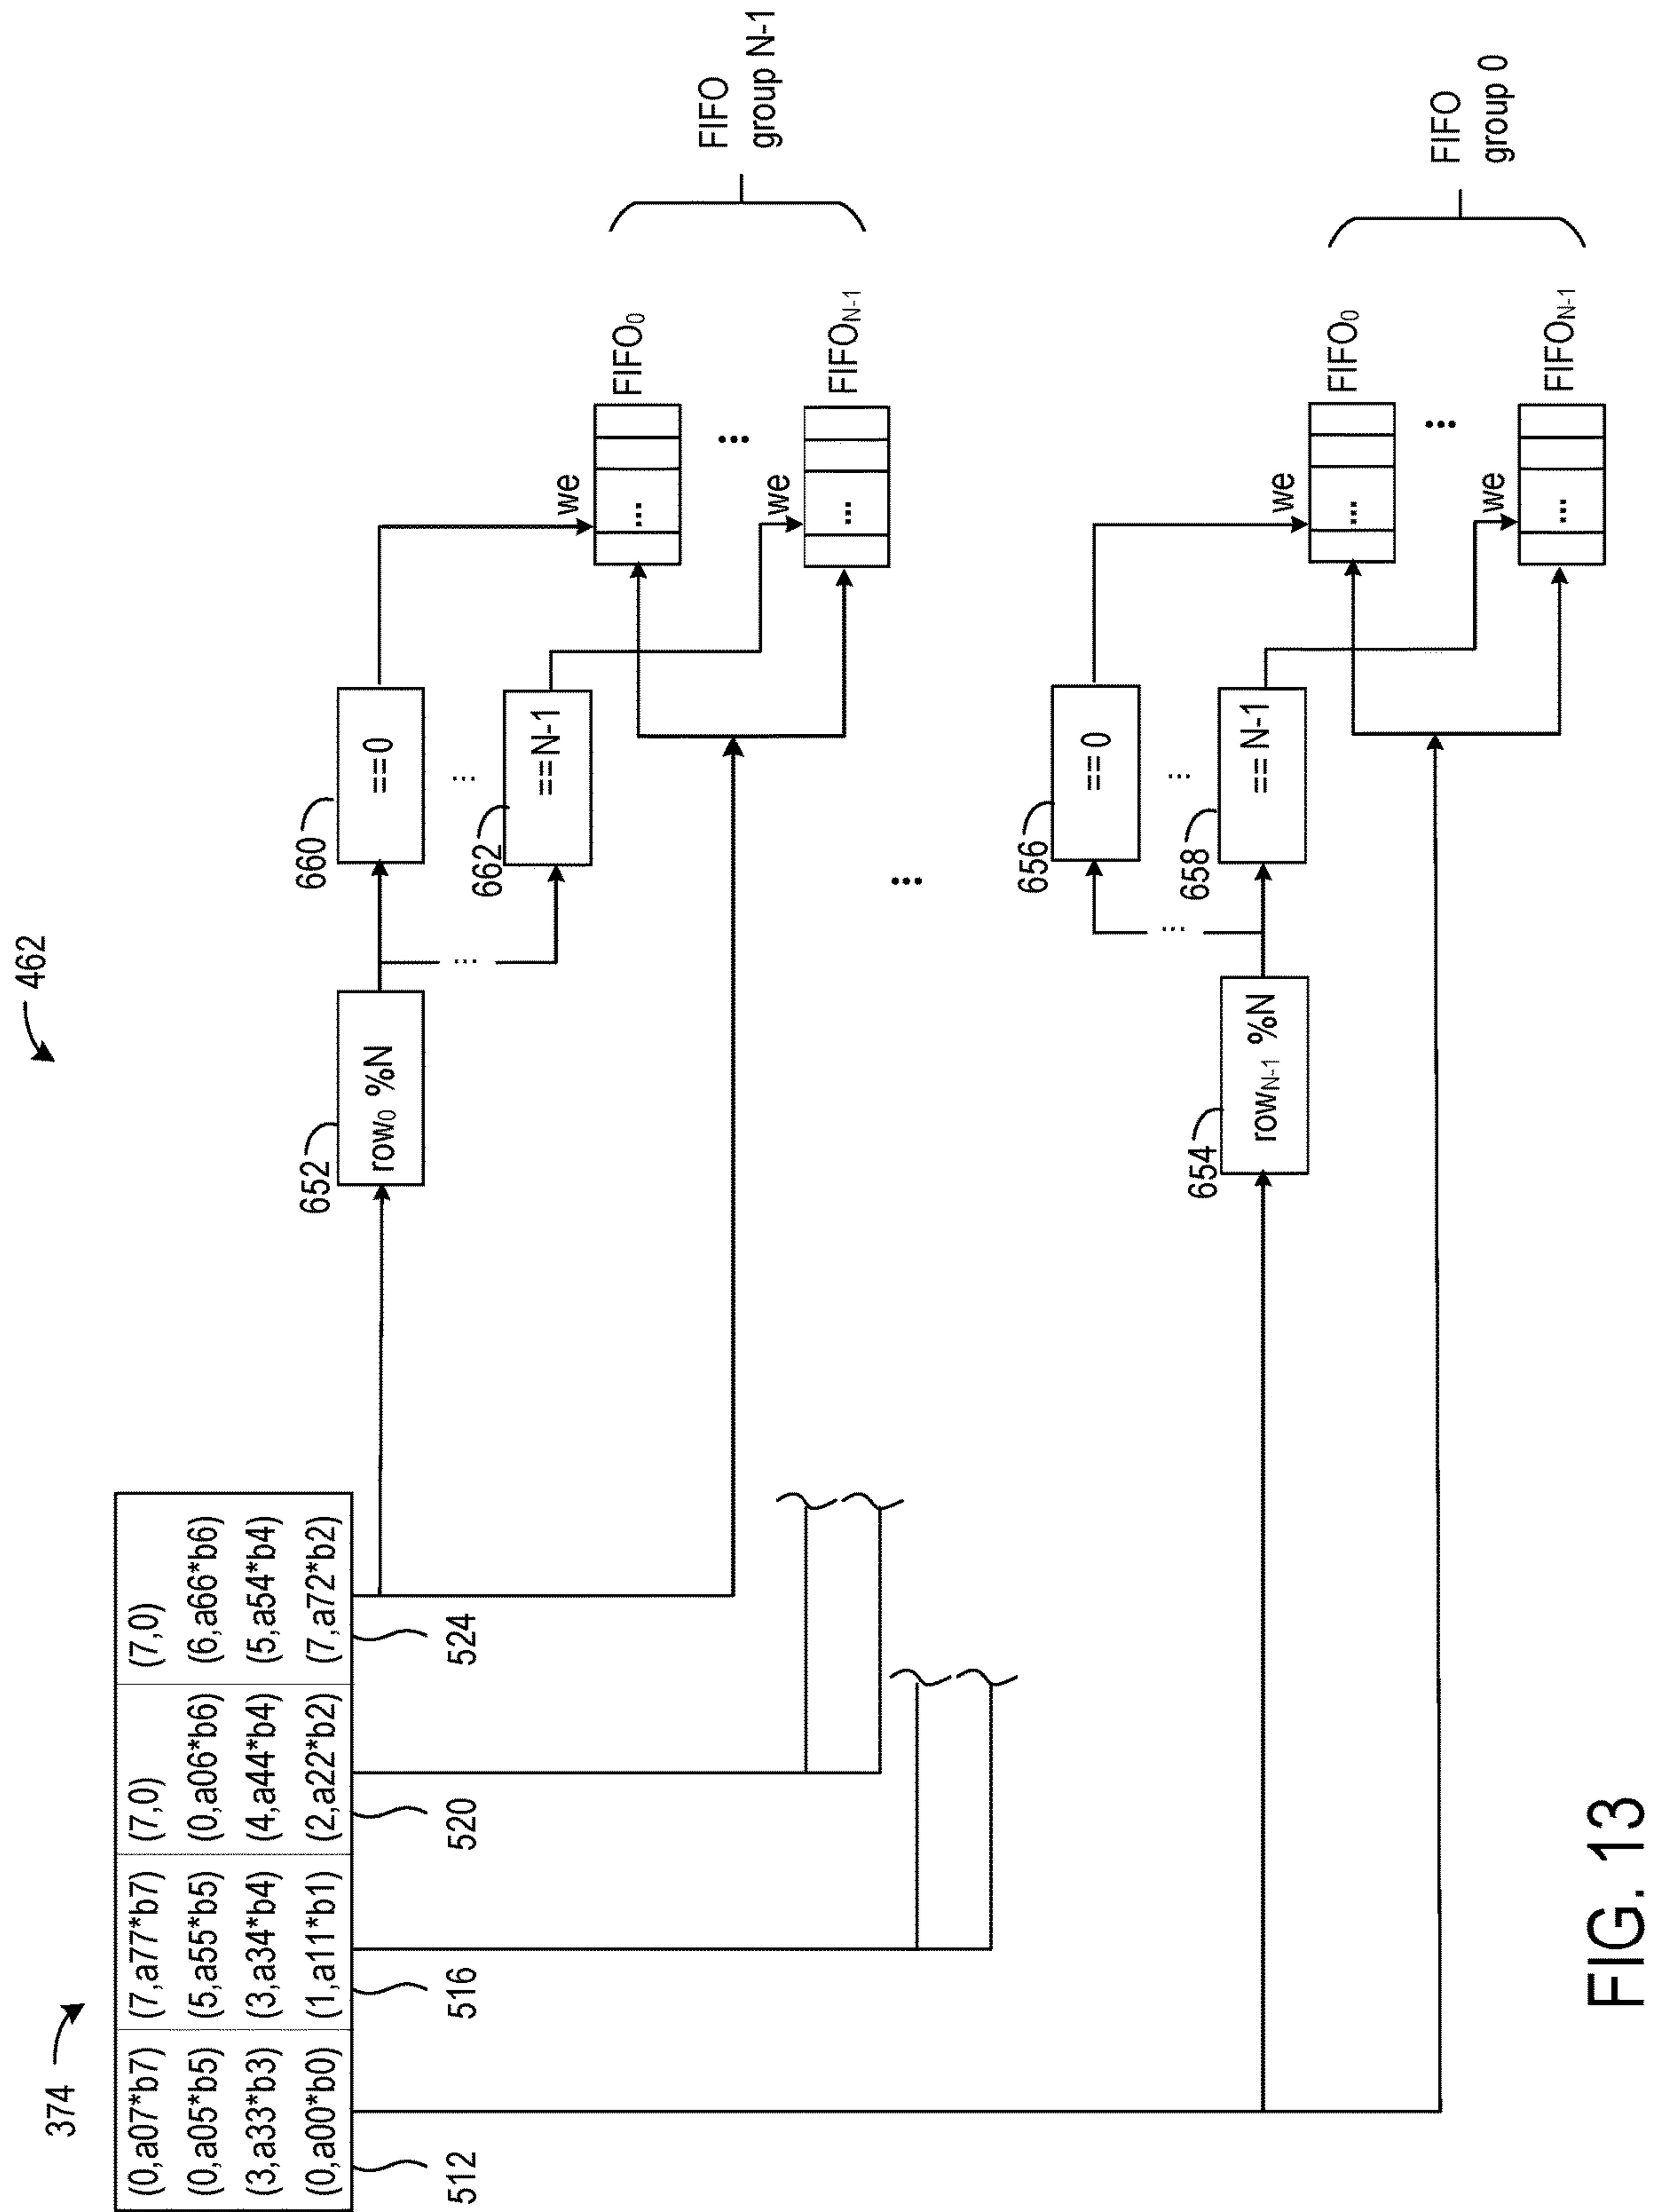 462
374
(0,a07*b7) (7,a77*b7) (7,0) (7,0)
(0,a05*b5) (5,a55*b5) (0,a06*b6) (6,a66*b6)
(3,a33*b3) (3,a34*b4) (4,a44*b4) (5,a54*b4)
(0,a00*b0) (1,a11*b1) (2,a22*b2) (7,a72*b2)
512 516 520 524
652
row0 %N
660
==0
...
...
662
==N-1
we
...
FIFO0
...
we
...
FIFON-1
FIFO
group N-1
...
654
rowN-1 %N
656
==0
...
...
658
==N-1
we
...
FIFO0
...
we
...
FIFON-1
FIFO
group 0
FIG. 13